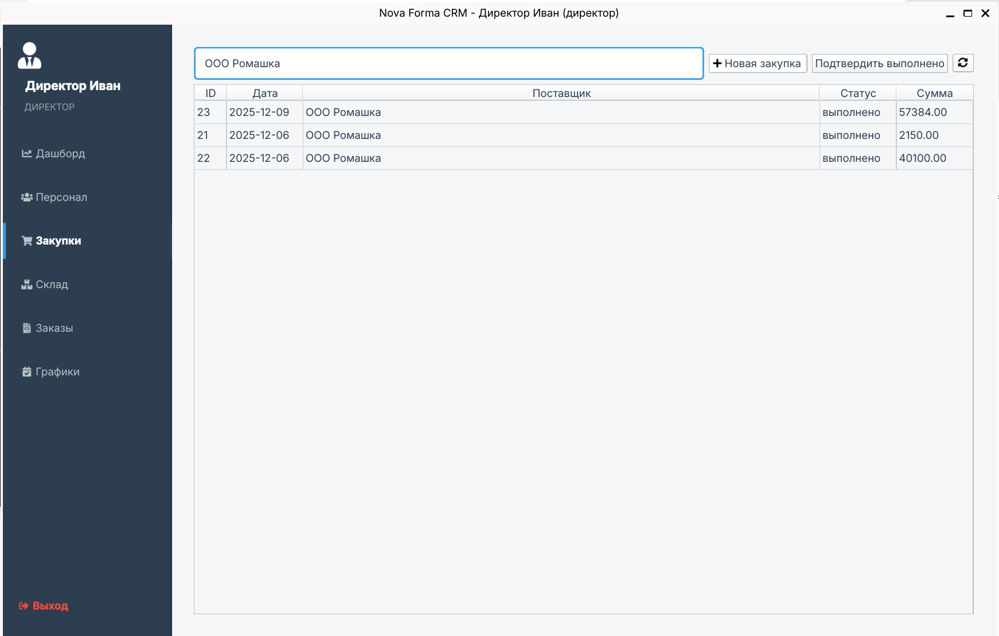 Nova Forma CRM - Директор Иван (директор)
Директор Иван
ДИРЕКТОР
Дашборд
Персонал
Закупки
Склад
Заказы
Графики
Выход
ООО Ромашка
Новая закупка
Подтвердить выполнено
ID Дата Поставщик Статус Сумма
23 2025-12-09 ООО Ромашка выполнено 57384.00
21 2025-12-06 ООО Ромашка выполнено 2150.00
22 2025-12-06 ООО Ромашка выполнено 40100.00